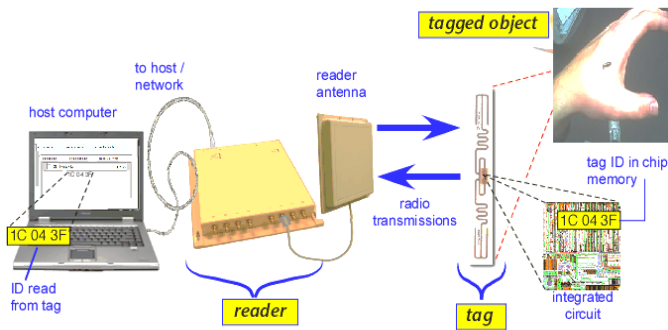 tagged object
to host /
network
reader
antenna
host computer
tag ID in chip
memory
radio
transmissions
1C 04 3F
1C 04 3F
1C 04 3F
ID read
from tag
reader
tag
integrated
circuit